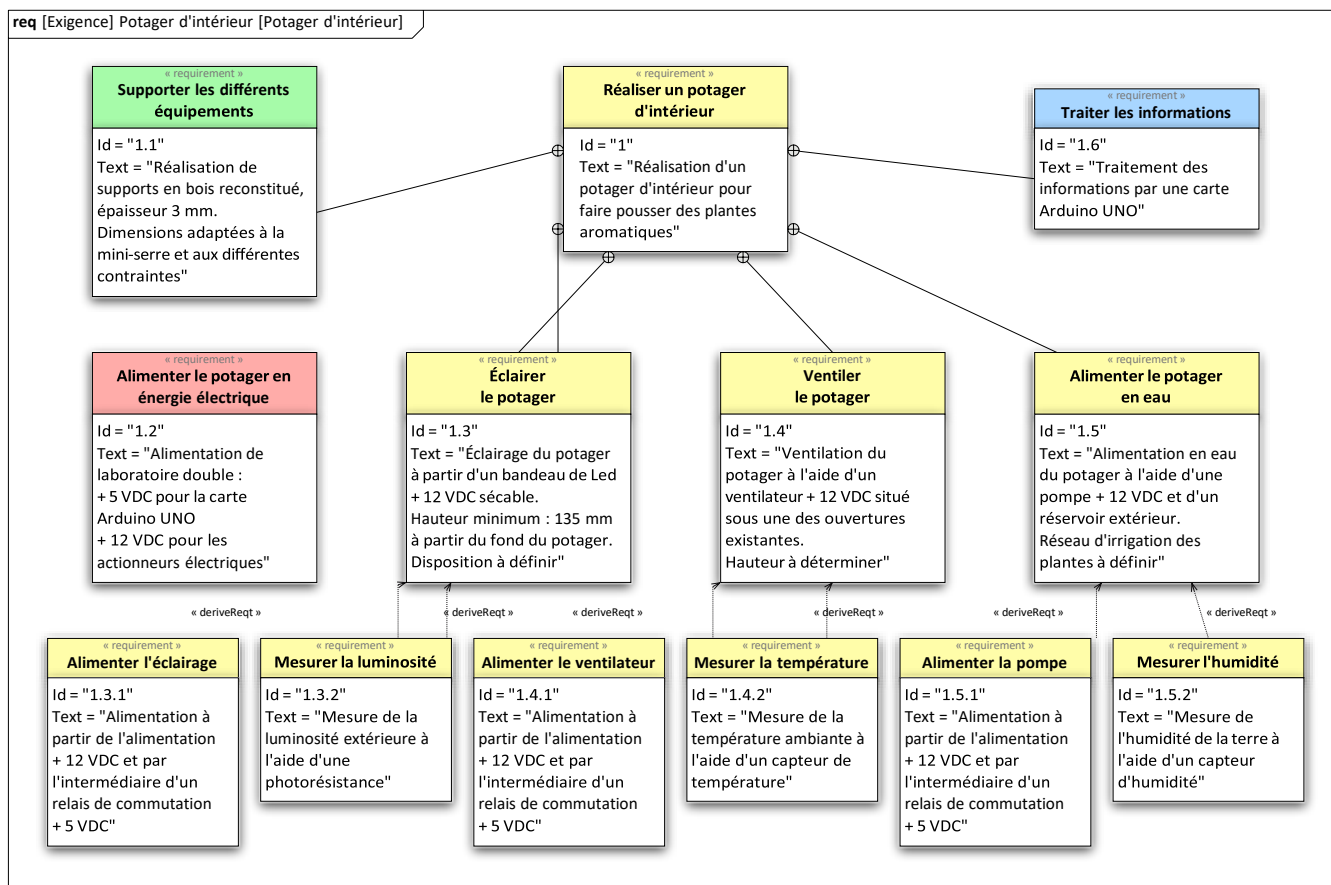 req [Exigence] Potager d'intérieur [Potager d'intérieur]
« requirement »
Supporter les différents
équipements
Id = "1.1"
Text = "Réalisation de
supports en bois reconstitué,
épaisseur 3 mm.
Dimensions adaptées à la
mini-serre et aux différentes
contraintes"
« requirement »
Réaliser un potager
d'intérieur
Id = "1"
Text = "Réalisation d'un
potager d'intérieur pour
faire pousser des plantes
aromatiques"
« requirement »
Traiter les informations
Id = "1.6"
Text = "Traitement des
informations par une carte
Arduino UNO"
« requirement »
Alimenter le potager en
énergie électrique
Id = "1.2"
Text = "Alimentation de
laboratoire double :
+ 5 VDC pour la carte
Arduino UNO
+ 12 VDC pour les
actionneurs électriques"
« requirement »
Éclairer
le potager
Id = "1.3"
Text = "Éclairage du potager
à partir d'un bandeau de Led
+ 12 VDC sécable.
Hauteur minimum : 135 mm
à partir du fond du potager.
Disposition à définir"
« requirement »
Ventiler
le potager
Id = "1.4"
Text = "Ventilation du
potager à l'aide d'un
ventilateur + 12 VDC situé
sous une des ouvertures
existantes.
Hauteur à déterminer"
« requirement »
Alimenter le potager
en eau
Id = "1.5"
Text = "Alimentation en eau
du potager à l'aide d'une
pompe + 12 VDC et d'un
réservoir extérieur.
Réseau d'irrigation des
plantes à définir"
« deriveReqt »
« deriveReqt »
« deriveReqt »
« deriveReqt »
« deriveReqt »
« deriveReqt »
« requirement »
Alimenter l'éclairage
Id = "1.3.1"
Text = "Alimentation à
partir de l'alimentation
+ 12 VDC et par
l'intermédiaire d'un
relais de commutation
+ 5 VDC"
« requirement »
Mesurer la luminosité
Id = "1.3.2"
Text = "Mesure de la
luminosité extérieure à
l'aide d'une
photorésistance"
« requirement »
Alimenter le ventilateur
Id = "1.4.1"
Text = "Alimentation à
partir de l'alimentation
+ 12 VDC et par
l'intermédiaire d'un
relais de commutation
+ 5 VDC"
« requirement »
Mesurer la température
Id = "1.4.2"
Text = "Mesure de la
température ambiante à
l'aide d'un capteur de
température"
« requirement »
Alimenter la pompe
Id = "1.5.1"
Text = "Alimentation à
partir de l'alimentation
+ 12 VDC et par
l'intermédiaire d'un
relais de commutation
+ 5 VDC"
« requirement »
Mesurer l'humidité
Id = "1.5.2"
Text = "Mesure de
l'humidité de la terre à
l'aide d'un capteur
d'humidité"